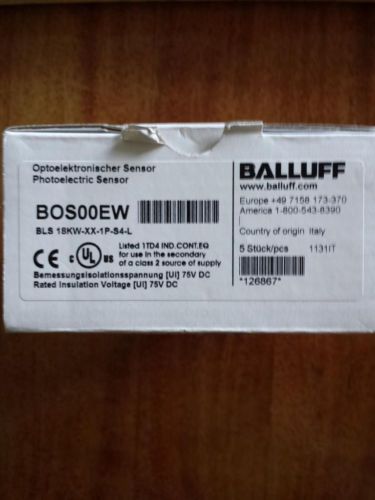 Optoelektronischer Sensor
Photoelectric Sensor
BOS00EW
BLS 18KW-XX-1P-S4-L
CE
c UL US
Listed 1TD4 IND.CONT.EQ
for use in the secondary
of a class 2 source of supply
Bemessungsisolationsspannung [UI] 75V DC
Rated Insulation Voltage [UI] 75V DC
BALLUFF
www.balluff.com
Europe +49 7158 173-370
America 1-800-543-8390
Country of origin Italy
5 Stück/pcs 1131IT
*126867*